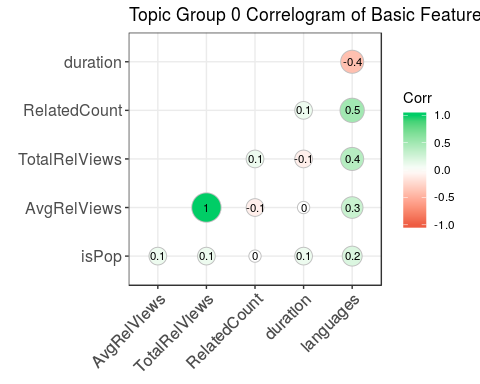 Topic Group 0 Correlogram of Basic Feature
duration
-0.4
RelatedCount
0.1
0.5
TotalRelViews
0.1
-0.1
0.4
AvgRelViews
1
-0.1
0
0.3
isPop
0.1
0.1
0
0.1
0.2
AvgRelViews
TotalRelViews
RelatedCount
duration
languages
Corr
1.0
0.5
0.0
-0.5
-1.0